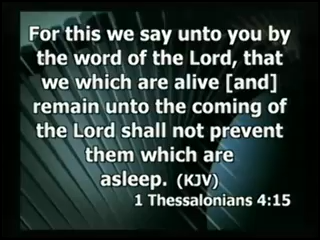 For this we say unto you by
the word of the Lord, that
we which are alive [and]
remain unto the coming of
the Lord shall not prevent
them which are
asleep. (KJV)
1 Thessalonians 4:15